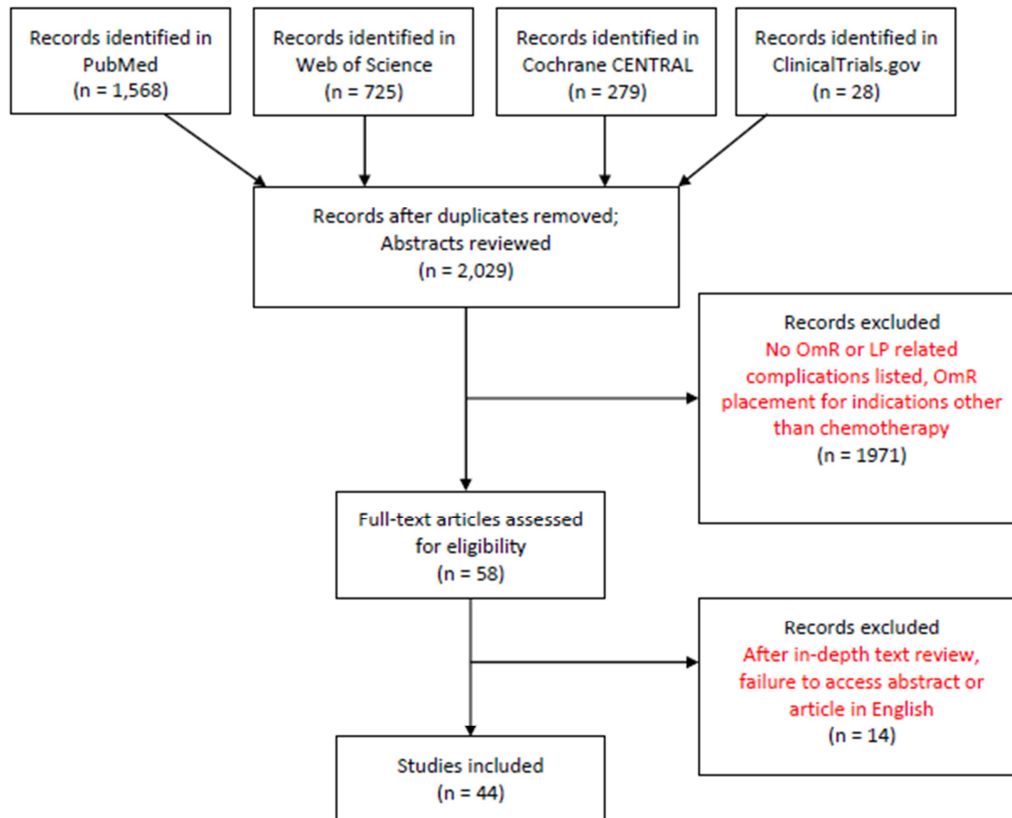 Records identified in
PubMed
(n = 1,568)
Records identified in
Web of Science
(n = 725)
Records identified in
Cochrane CENTRAL
(n = 279)
Records identified in
ClinicalTrials.gov
(n = 28)
Records after duplicates removed;
Abstracts reviewed
(n = 2,029)
Records excluded
No OmR or LP related
complications listed, OmR
placement for indications other
than chemotherapy
(n = 1971)
Full-text articles assessed
for eligibility
(n = 58)
Records excluded
After in-depth text review,
failure to access abstract or
article in English
(n = 14)
Studies included
(n = 44)